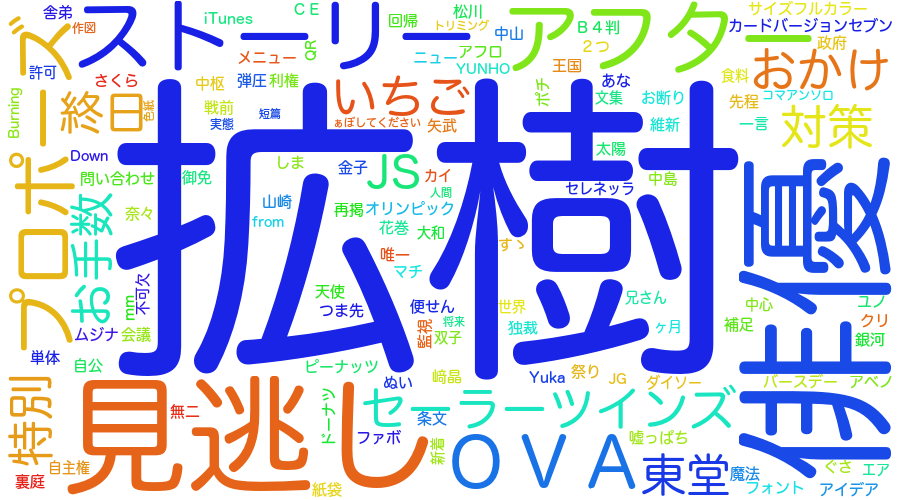 舎弟
作図
ストーリー
iTunes
ＣＥ
回帰
松川
トリミング
中山
アフター
サイズフルカラー
カードバージョンセブン
Ｂ４判
政府
２つ
王国
おかけ
許可
さくら
メニュー
QR
ニュー
アフロ
YUNHO
プロポーズ
Burning
終日
色紙
中枢
弾圧
利権
戦前
実態
短篇
いちご
ぁぼしてください
矢武
ポチ
あな
文集
お断り
食料
先程
コマアンソロ
維新
一言
対策
拡樹
俳優
Down
問い合わせ
御免
しま
金子
JS
カイ
人間
太陽
セレネッラ
中島
お手数
奈々
山崎
from
再掲
オリンピック
花巻
大和
すゝ
唯一
マチ
mm
不可欠
天使
つま先
便せん
世界
兄さん
中心
ユノ
ムジナ
会議
監視
将来
双子
独裁
ヶ月
補足
クリ
銀河
単体
自公
ピーナッツ
ぬい
﨑晶
Yuka
祭り
JG
ダイソー
バースデー
アベノ
特別
見逃し
無二
ドーナツ
ファボ
条文
新着
セーラーツインズ
嘘っぱち
自主権
裏庭
紙袋
ＯＶＡ
東堂
魔法
フォント
ぐさ
エア
アイデア